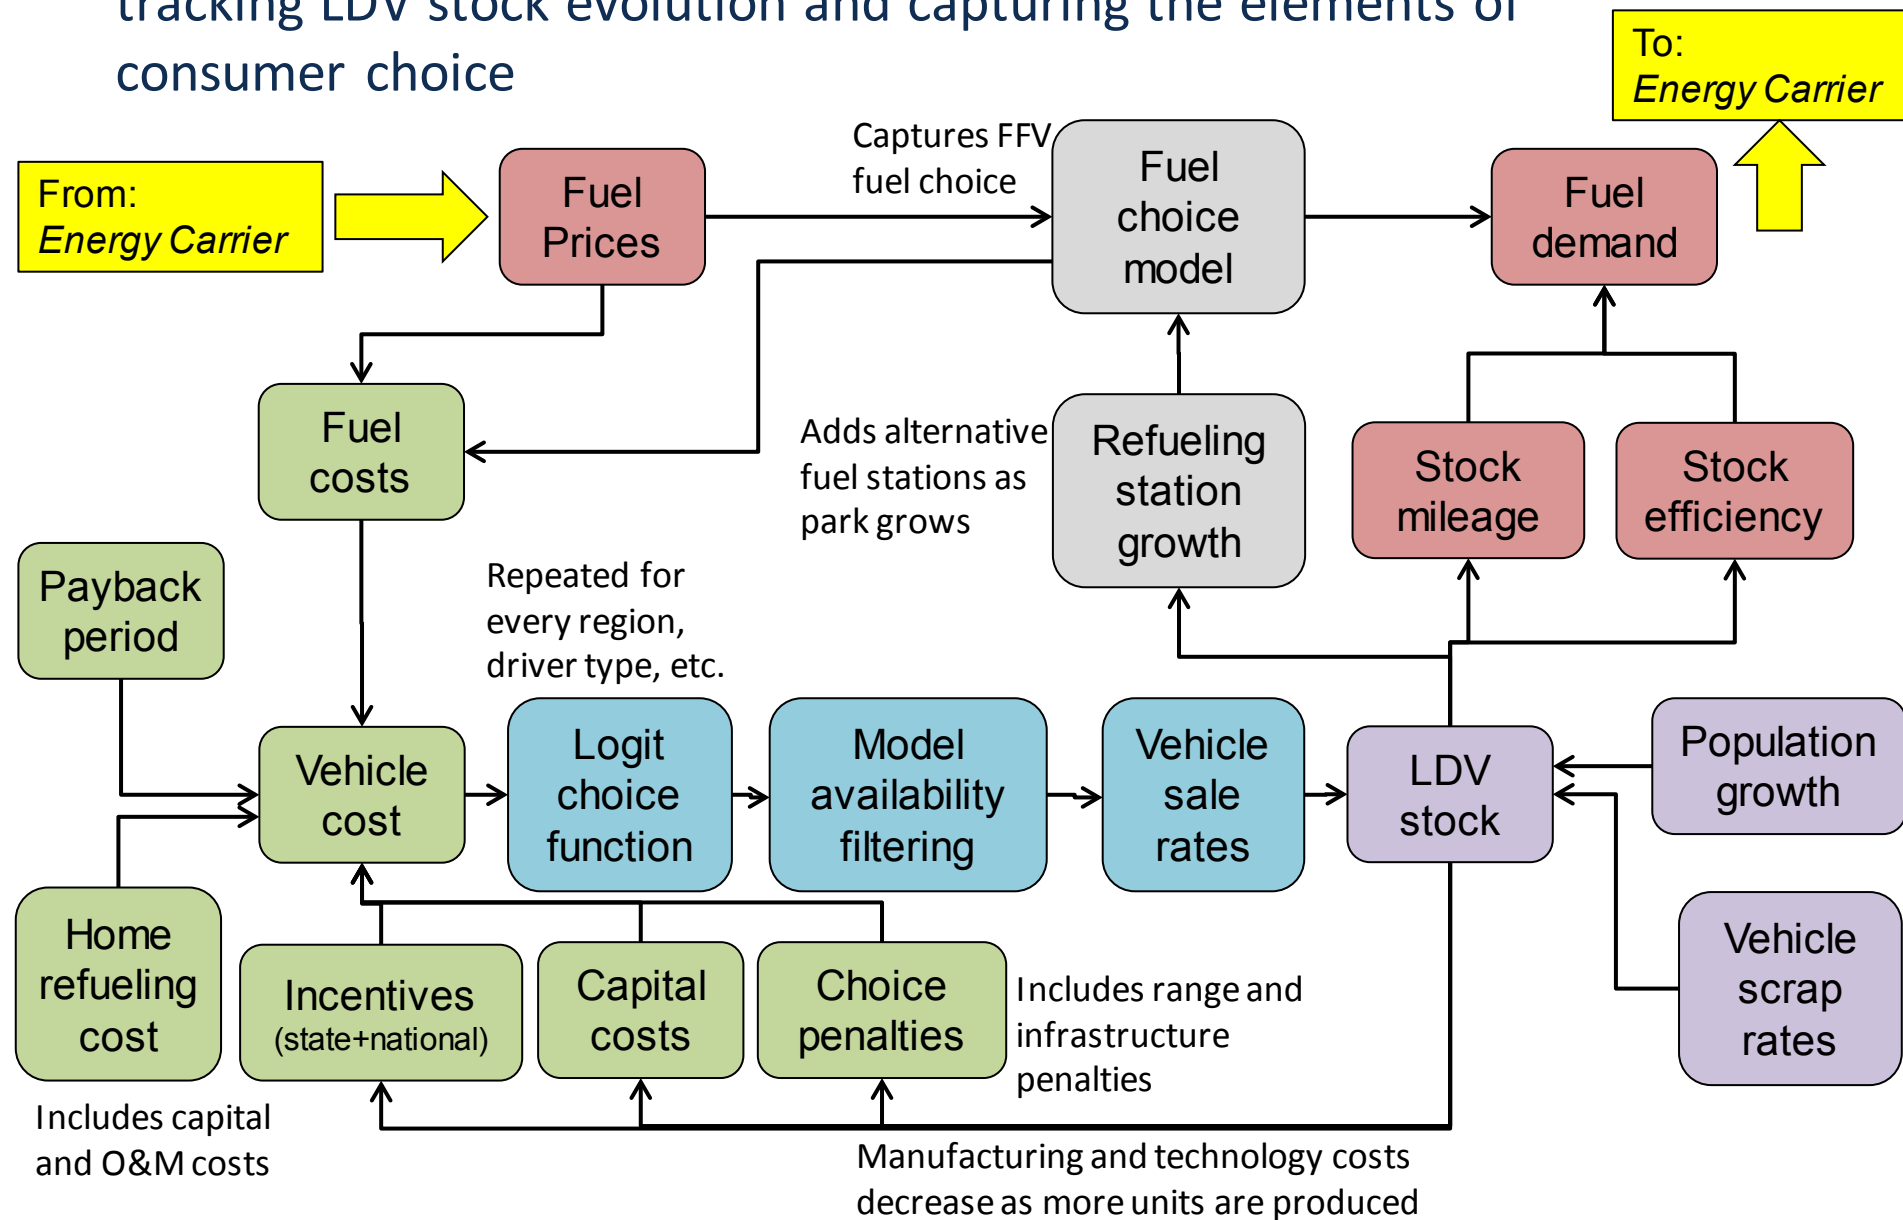 tracking LDV stock evolution and capturing the elements of
consumer choice
To:
Energy Carrier
From:
Energy Carrier
Fuel
Prices
Captures FFV
fuel choice
Fuel
choice
model
Fuel
demand
Fuel
costs
Adds alternative
fuel stations as
park grows
Refueling
station
growth
Stock
mileage
Stock
efficiency
Payback
period
Repeated for
every region,
driver type, etc.
Vehicle
cost
Logit
choice
function
Model
availability
filtering
Vehicle
sale
rates
LDV
stock
Population
growth
Home
refueling
cost
Incentives
(state+national)
Capital
costs
Choice
penalties
Includes range and
infrastructure
penalties
Vehicle
scrap
rates
Includes capital
and O&M costs
Manufacturing and technology costs
decrease as more units are produced